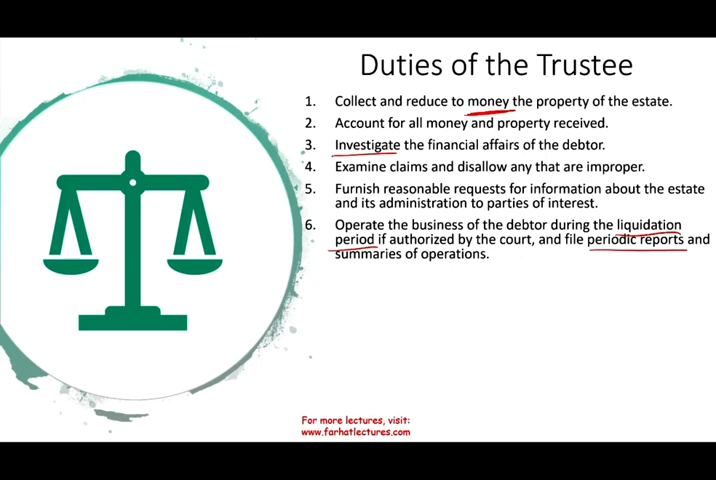 Duties of the Trustee
1. Collect and reduce to money the property of the estate.
2. Account for all money and property received.
3. Investigate the financial affairs of the debtor.
4. Examine claims and disallow any that are improper.
5. Furnish reasonable requests for information about the estate
and its administration to parties of interest.
6. Operate the business of the debtor during the liquidation
period if authorized by the court, and file periodic reports and
summaries of operations.
For more lectures, visit:
www.farhatlectures.com